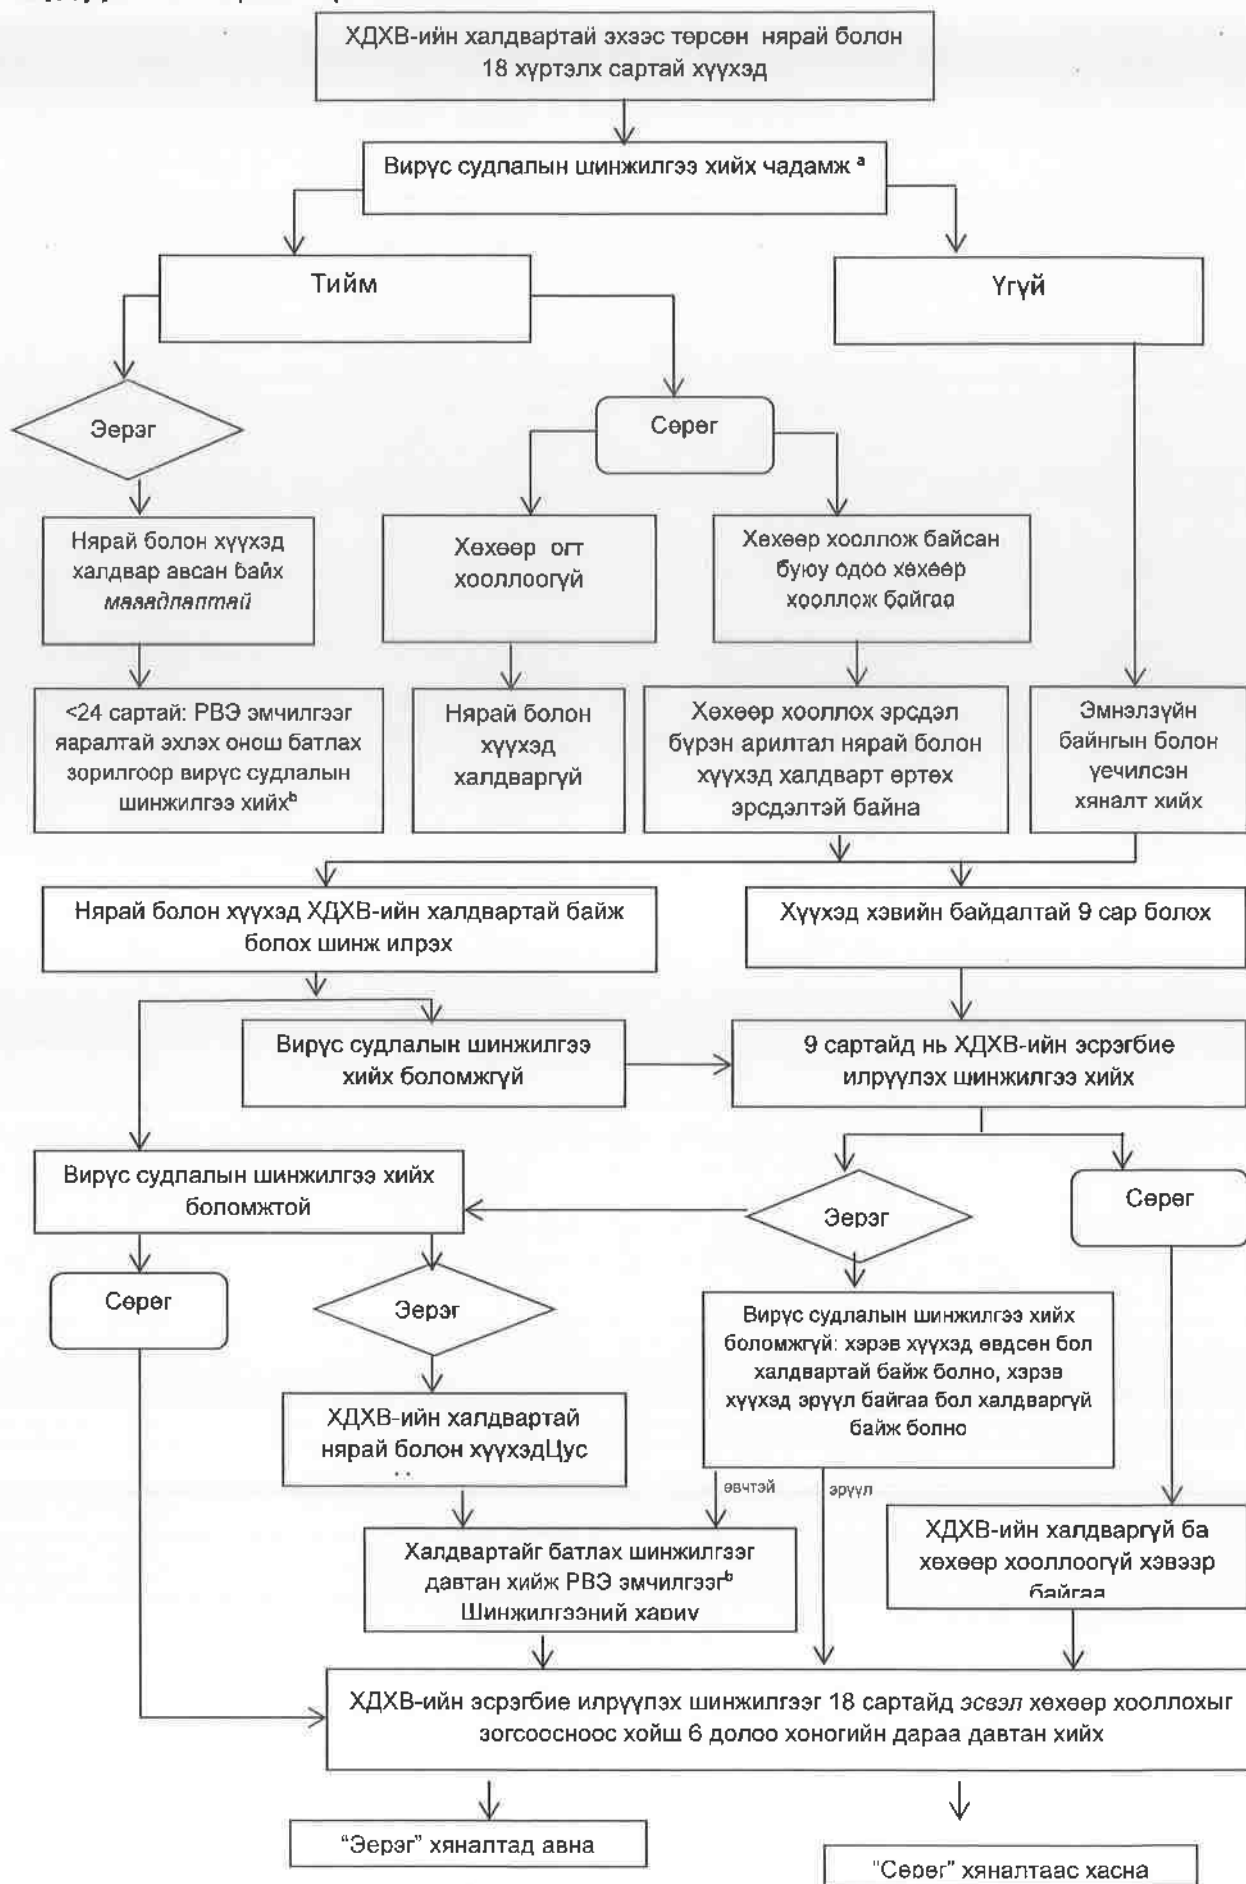 ХДХВ-ийн халдвартай эхээс төрсөн нярай болон
18 хүртэлх сартай хүүхэд
Вирус судлалын шинжилгээ хийх чадамж ᵃ
Тийм
Үгүй
Эерэг
Сөрөг
Нярай болон хүүхэд
халдвар авсан байх
магадлалтай
Хөхөөр огт
хооллоогүй
Хөхөөр хооллож байсан
буюу одоо хөхөөр
хооллож байгаа
<24 сартай: РВЭ эмчилгээг
яаралтай эхлэх онош батлах
зорилгоор вирус судлалын
шинжилгээ хийхᵇ
Нярай болон
хүүхэд
халдваргүй
Хөхөөр хооллох эрсдэл
бүрэн арилтал нярай болон
хүүхэд халдварт өртөх
эрсдэлтэй байна
Эмнэлзүйн
байнгын болон
үечилсэн
хяналт хийх
Нярай болон хүүхэд ХДХВ-ийн халдвартай байж
болох шинж илрэх
Хүүхэд хэвийн байдалтай 9 сар болох
Вирус судлалын шинжилгээ
хийх боломжгүй
9 сартайд нь ХДХВ-ийн эсрэгбие
илрүүлэх шинжилгээ хийх
Вирус судлалын шинжилгээ хийх
боломжтой
Эерэг
Сөрөг
Сөрөг
Эерэг
Вирус судлалын шинжилгээ хийх
боломжгүй: хэрэв хүүхэд өвдсөн бол
халдвартай байж болно, хэрэв
хүүхэд эрүүл байгаа бол халдваргүй
байж болно
ХДХВ-ийн халдвартай
нярай болон хүүхэдЦус
өвчтэй
эрүүл
Халдвартайг батлах шинжилгээг
давтан хийж РВЭ эмчилгээгᵇ
Шинжилгээний хариу
ХДХВ-ийн халдваргүй ба
хөхөөр хооллоогүй хэвээр
байгаа
ХДХВ-ийн эсрэгбие илрүүлэх шинжилгээг 18 сартайд эсвэл хөхөөр хооллохыг
зогсоосноос хойш 6 долоо хоногийн дараа давтан хийх
"Эерэг" хяналтад авна
"Сөрөг" хяналтаас хасна